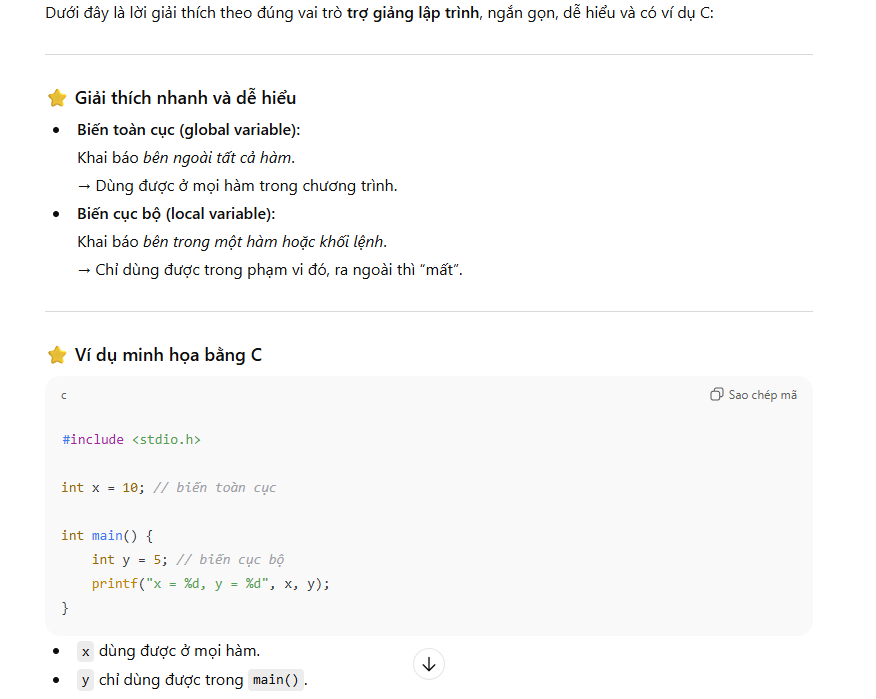 Dưới đây là lời giải thích theo đúng vai trò trợ giảng lập trình, ngắn gọn, dễ hiểu và có ví dụ C:
Giải thích nhanh và dễ hiểu
• Biến toàn cục (global variable):
Khai báo bên ngoài tất cả hàm.
→ Dùng được ở mọi hàm trong chương trình.
• Biến cục bộ (local variable):
Khai báo bên trong một hàm hoặc khối lệnh.
→ Chỉ dùng được trong phạm vi đó, ra ngoài thì “mất”.
Ví dụ minh họa bằng C
c Sao chép mã
#include <stdio.h>
int x = 10; // biến toàn cục
int main() {
    int y = 5; // biến cục bộ
    printf("x = %d, y = %d", x, y);
}
• x dùng được ở mọi hàm.
• y chỉ dùng được trong main().